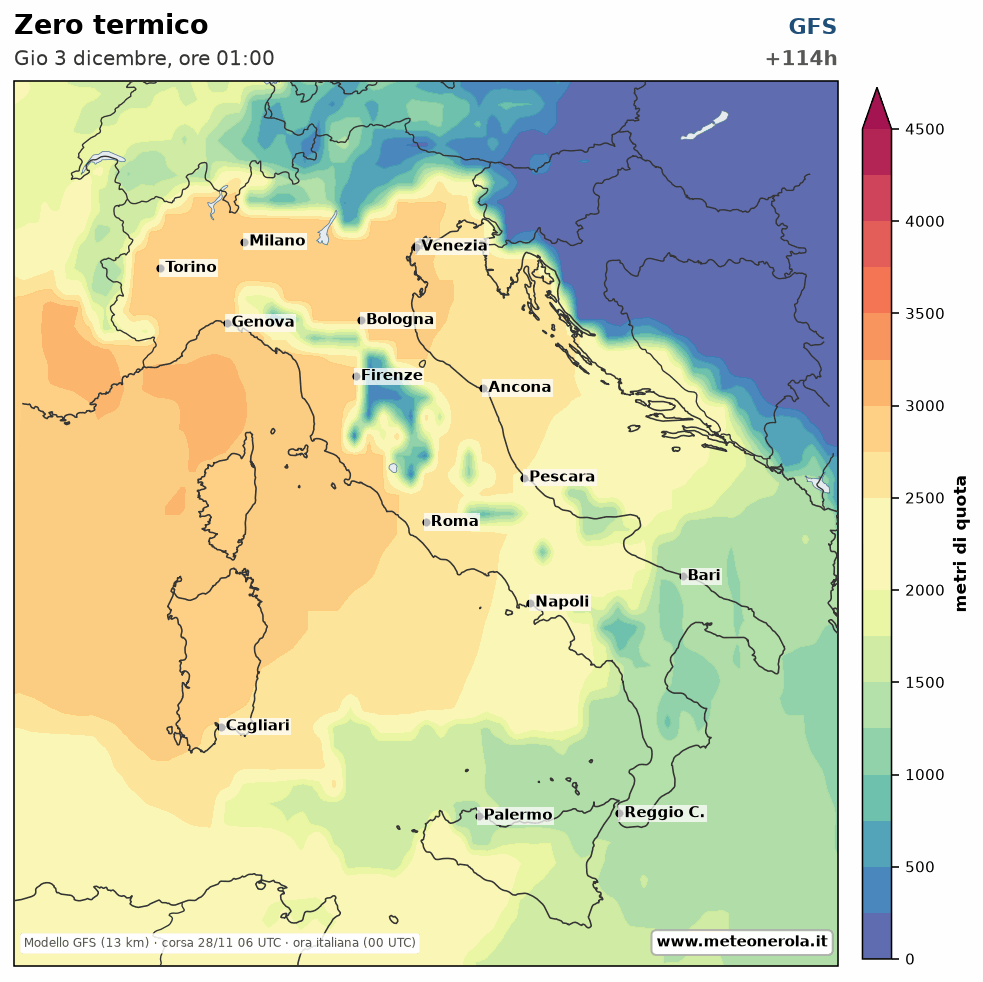 Zero termico
GFS
Gio 3 dicembre, ore 01:00
+114h
4500
4000
3500
3000
2500
2000
1500
1000
500
0
metri di quota
Milano
Venezia
Torino
Genova
Bologna
Firenze
Ancona
Pescara
Roma
Bari
Napoli
Cagliari
Palermo
Reggio C.
Modello GFS (13 km) · corsa 28/11 06 UTC · ora italiana (00 UTC)
www.meteonerola.it